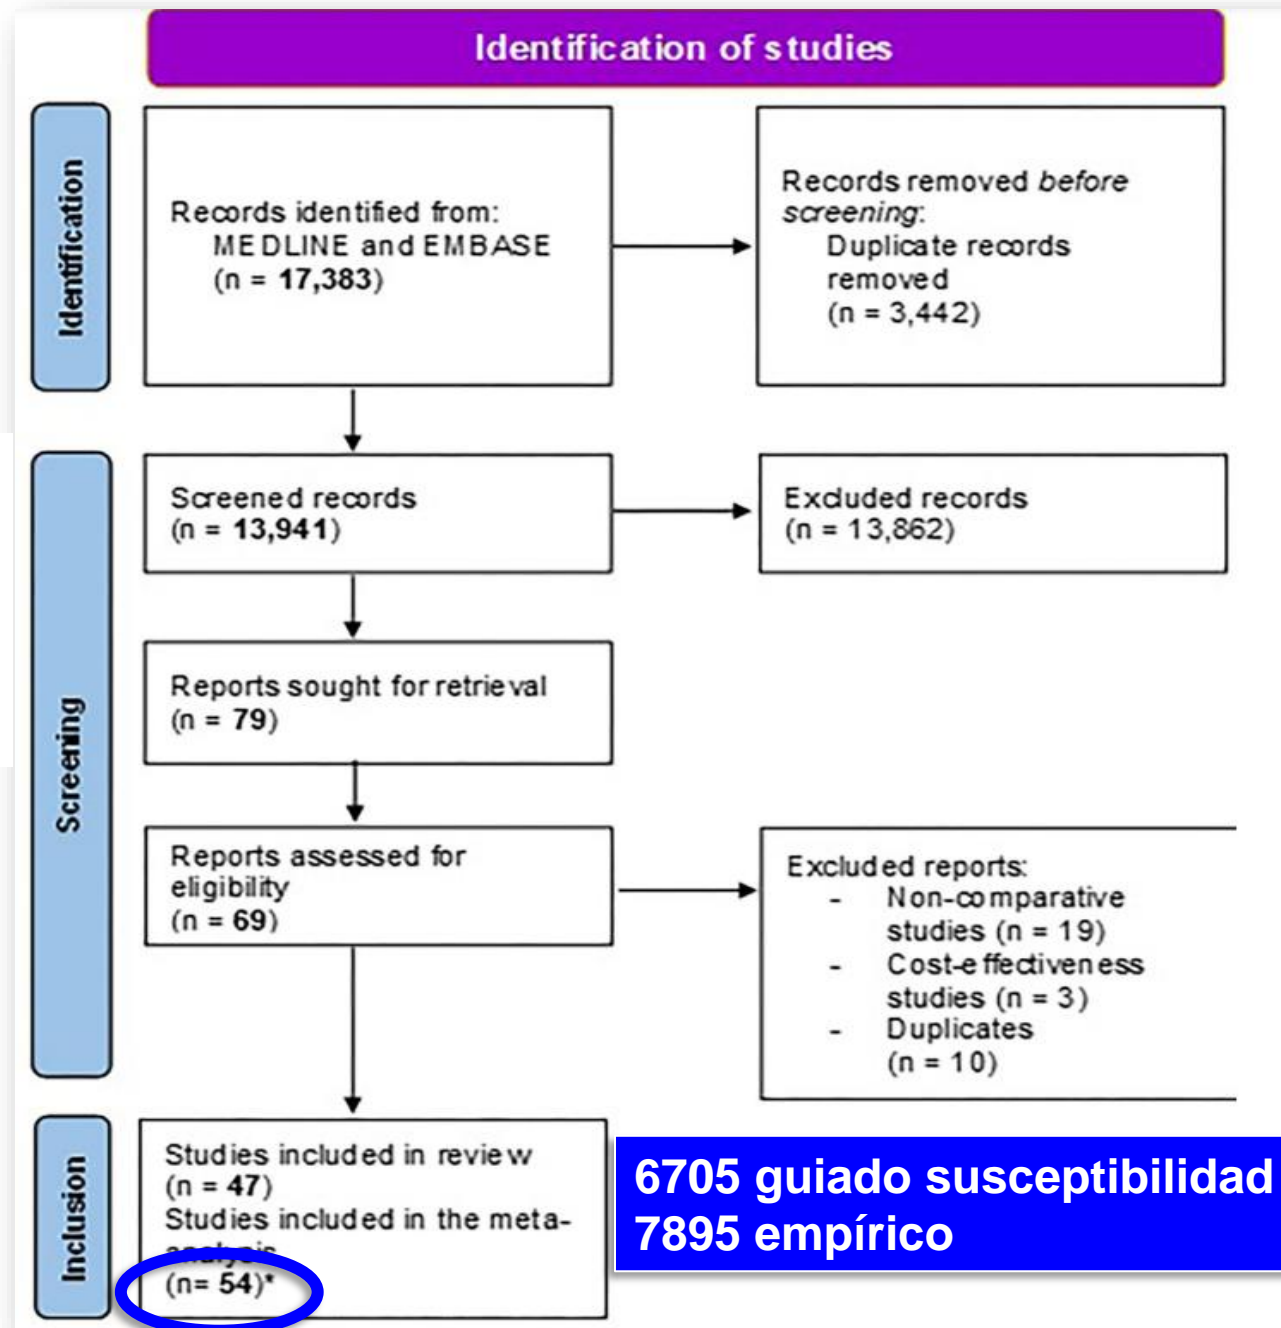 Identification of studies
Identification
Records identified from:
MEDLINE and EMBASE
(n = 17,383)
Records removed before
screening:
Duplicate records
removed
(n = 3,442)
Screening
Screened records
(n = 13,941)
Excluded records
(n = 13,862)
Reports sought for retrieval
(n = 79)
Reports assessed for
eligibility
(n = 69)
Excluded reports:
- Non-comparative
studies (n = 19)
- Cost-effectiveness
studies (n = 3)
- Duplicates
(n = 10)
Inclusion
Studies included in review
(n = 47)
Studies included in the meta-
analysis
(n= 54)*
6705 guiado susceptibilidad
7895 empírico